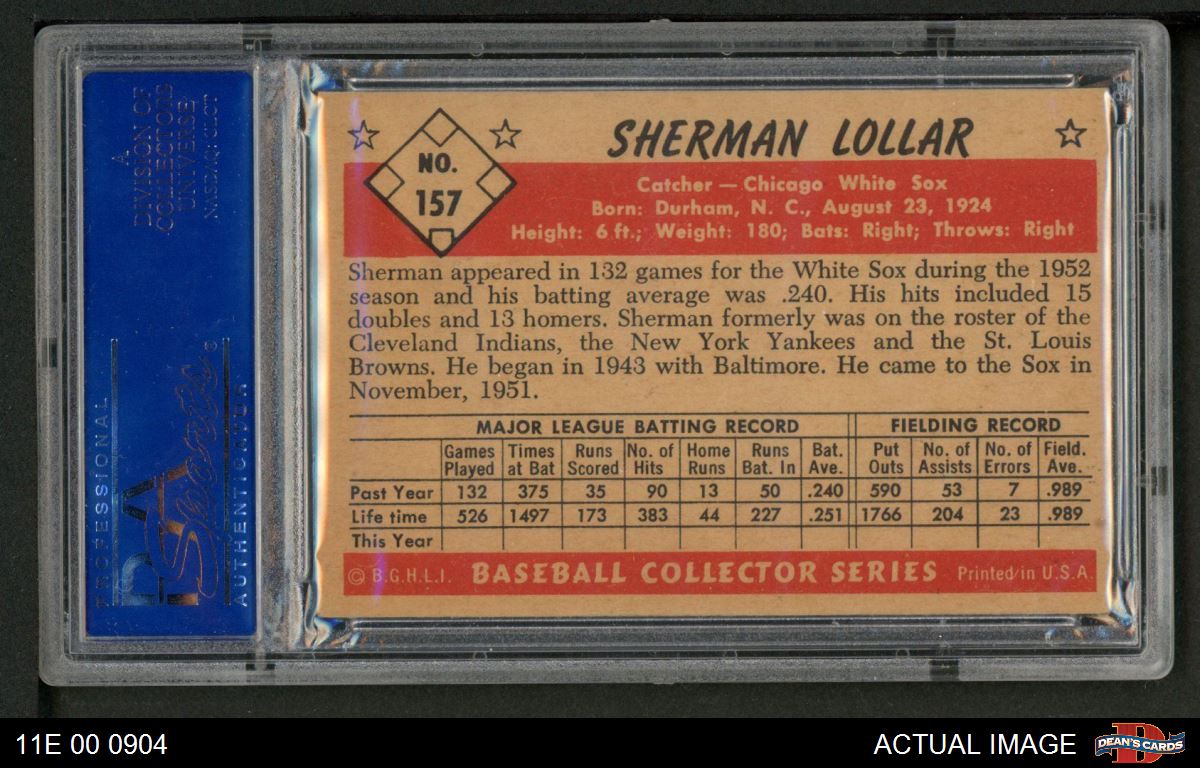 A
DIVISION OF
COLLECTORS
UNIVERSE
NASDAQ: CLCT
PROFESSIONAL
PSA
Sports
AUTHENTICATOR
®
NO.
157
SHERMAN LOLLAR
Catcher — Chicago White Sox
Born: Durham, N. C., August 23, 1924
Height: 6 ft.; Weight: 180; Bats: Right; Throws: Right
Sherman appeared in 132 games for the White Sox during the 1952
season and his batting average was .240. His hits included 15
doubles and 13 homers. Sherman formerly was on the roster of the
Cleveland Indians, the New York Yankees and the St. Louis
Browns. He began in 1943 with Baltimore. He came to the Sox in
November, 1951.
MAJOR LEAGUE BATTING RECORD FIELDING RECORD
Games Times Runs No. of Home Runs Bat. Put No. of No. of Field.
Played at Bat Scored Hits Runs Bat. In Ave. Outs Assists Errors Ave.
Past Year 132 375 35 90 13 50 .240 590 53 7 .989
Life time 526 1497 173 383 44 227 .251 1766 204 23 .989
This Year
© B.G.H.L.I. BASEBALL COLLECTOR SERIES Printed in U.S.A.
11E 00 0904 ACTUAL IMAGE DEAN'S CARDS